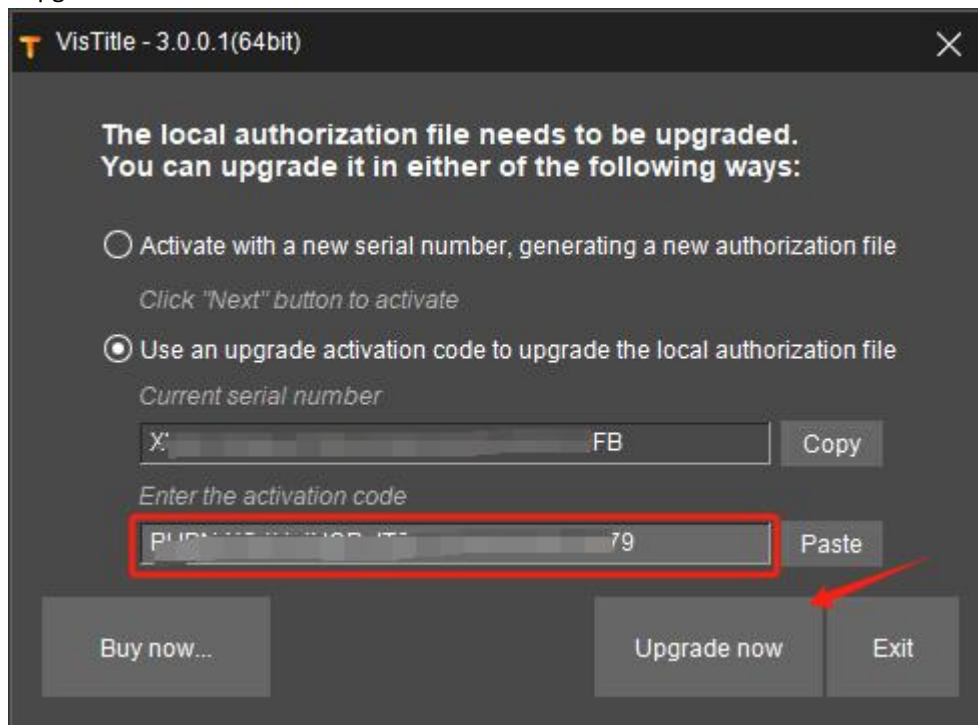 VisTitle - 3.0.0.1(64bit)
The local authorization file needs to be upgraded.
You can upgrade it in either of the following ways:
Activate with a new serial number, generating a new authorization file
Click "Next" button to activate
Use an upgrade activation code to upgrade the local authorization file
Current serial number
FB
Copy
Enter the activation code
79
Paste
Buy now...
Upgrade now
Exit